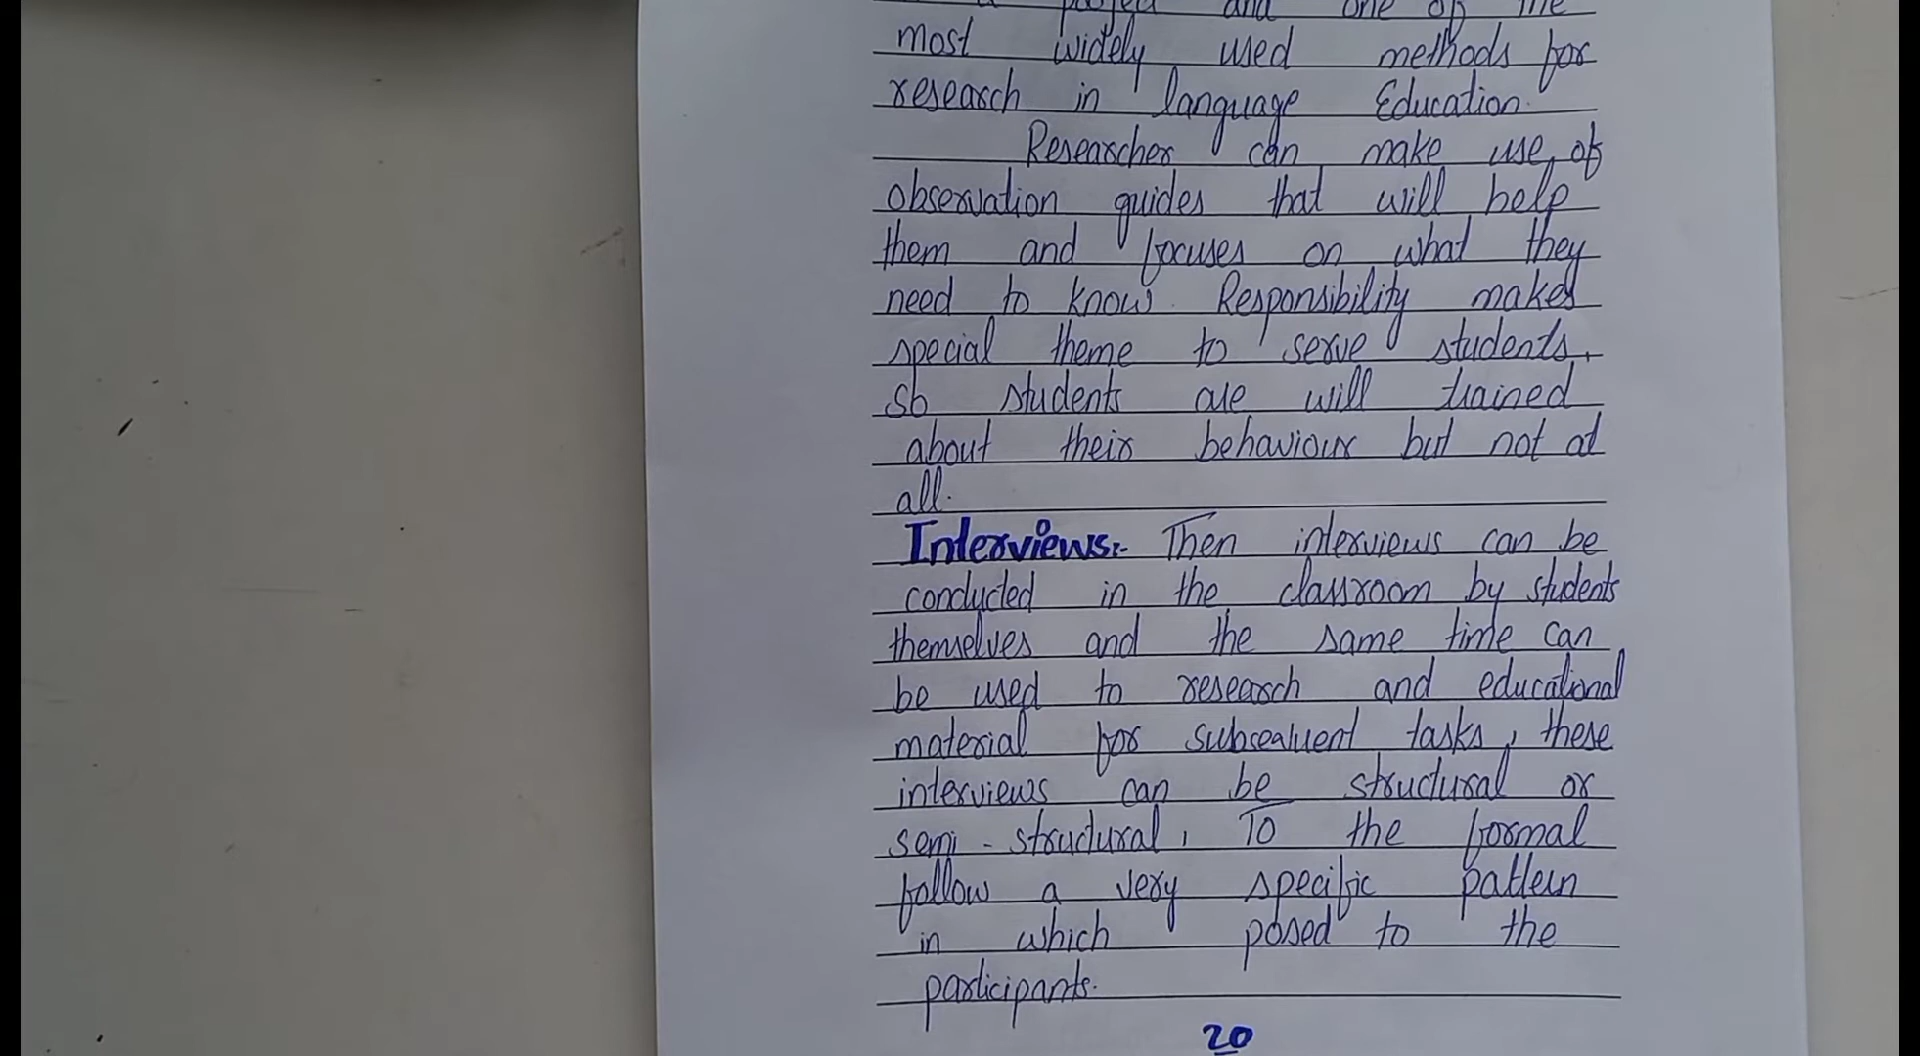 project and one of the
most widely used methods for
research in language Education.
Researcher can make use of
observation guides that will help
them and focuses on what they
need to know. Responsibility makes
special theme to serve students.
so students are will trained
about their behaviour but not at
all.
Interviews:- Then interviews can be
conducted in the classroom by students
themselves and the same time can
be used to research and educational
material for subsequent tasks, these
interviews can be structural or
semi-structural, To the formal
follow a very specific pattern
in which posed to the
participants.
20